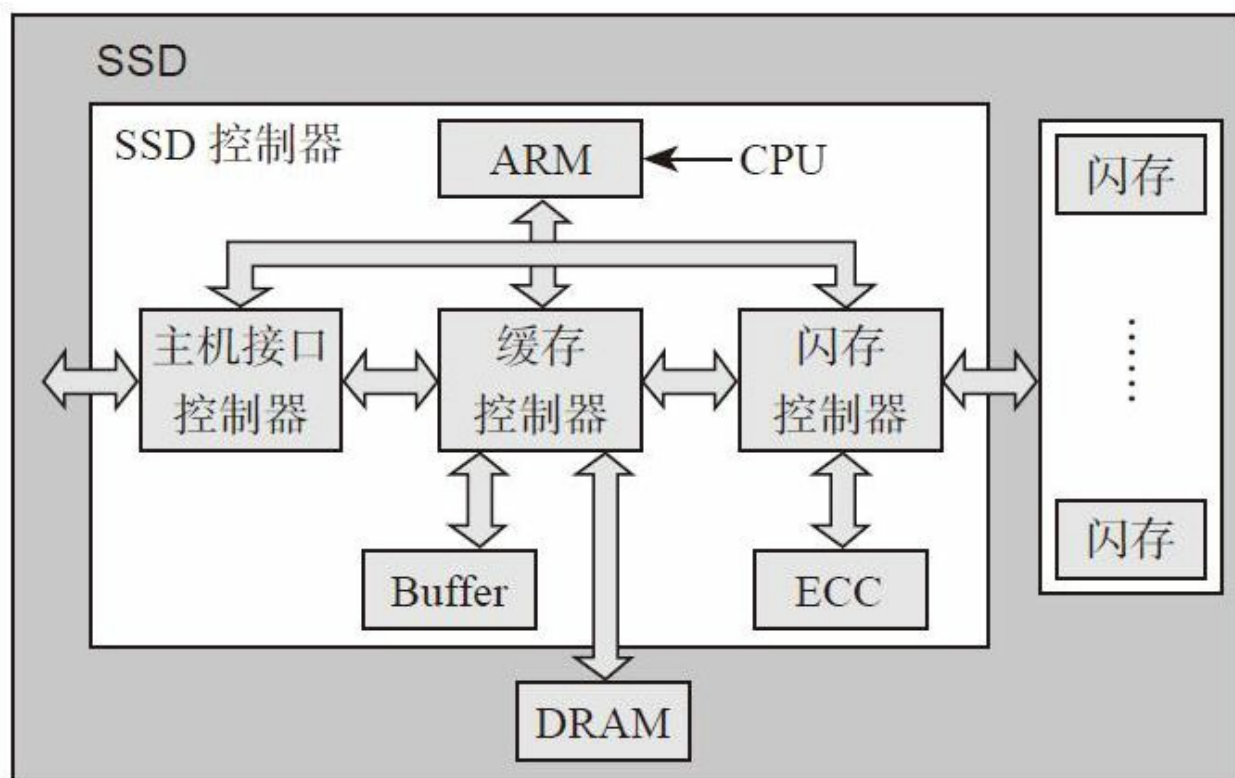 SSD
SSD 控制器
ARM
CPU
闪存
主机接口
控制器
缓存
控制器
闪存
控制器
......
Buffer
ECC
闪存
DRAM